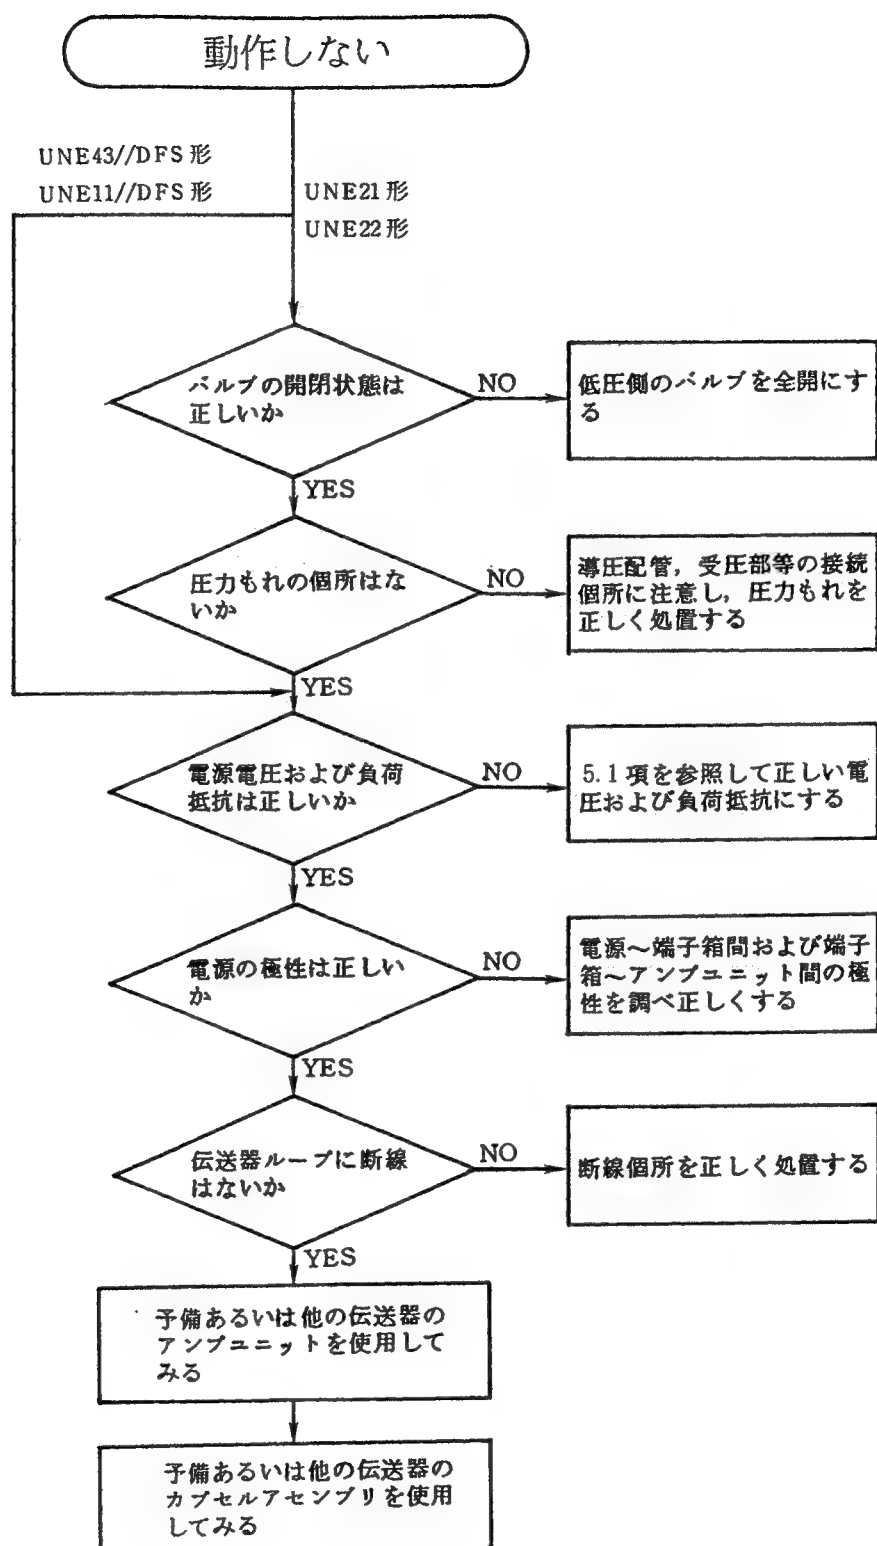 動作しない
UNE43//DFS形
UNE11//DFS形
UNE21形
UNE22形
バルブの開閉状態は
正しいか
NO
低圧側のバルブを全開にす
る
YES
圧力もれの個所はな
いか
NO
導圧配管，受圧部等の接続
個所に注意し，圧力もれを
正しく処置する
YES
電源電圧および負荷
抵抗は正しいか
NO
5.1項を参照して正しい電
圧および負荷抵抗にする
YES
電源の極性は正しい
か
NO
電源～端子箱間および端子
箱～アンプユニット間の極
性を調べ正しくする
YES
伝送器ループに断線
はないか
NO
断線個所を正しく処置する
YES
予備あるいは他の伝送器の
アンプユニットを使用して
みる
予備あるいは他の伝送器の
カプセルアセンブリを使用
してみる